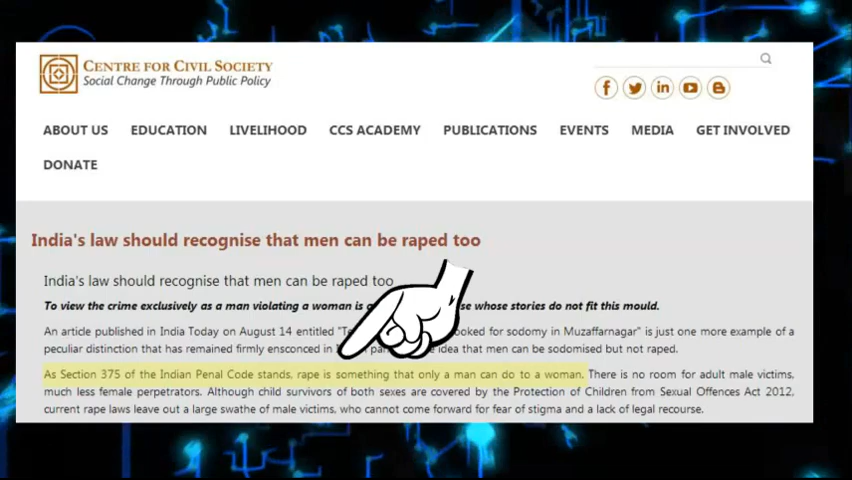 CENTRE FOR CIVIL SOCIETY
Social Change Through Public Policy
ABOUT US EDUCATION LIVELIHOOD CCS ACADEMY PUBLICATIONS EVENTS MEDIA GET INVOLVED
DONATE
India's law should recognise that men can be raped too
India's law should recognise that men can be raped too
To view the crime exclusively as a man violating a woman is whose stories do not fit this mould.
An article published in India Today on August 14 entitled ooked for sodomy in Muzaffarnagar" is just one more example of a
peculiar distinction that has remained firmly ensconced in idea that men can be sodomised but not raped.
As Section 375 of the Indian Penal Code stands, rape is something that only a man can do to a woman. There is no room for adult male victims,
much less female perpetrators. Although child survivors of both sexes are covered by the Protection of Children from Sexual Offences Act 2012,
current rape laws leave out a large swathe of male victims, who cannot come forward for fear of stigma and a lack of legal recourse.